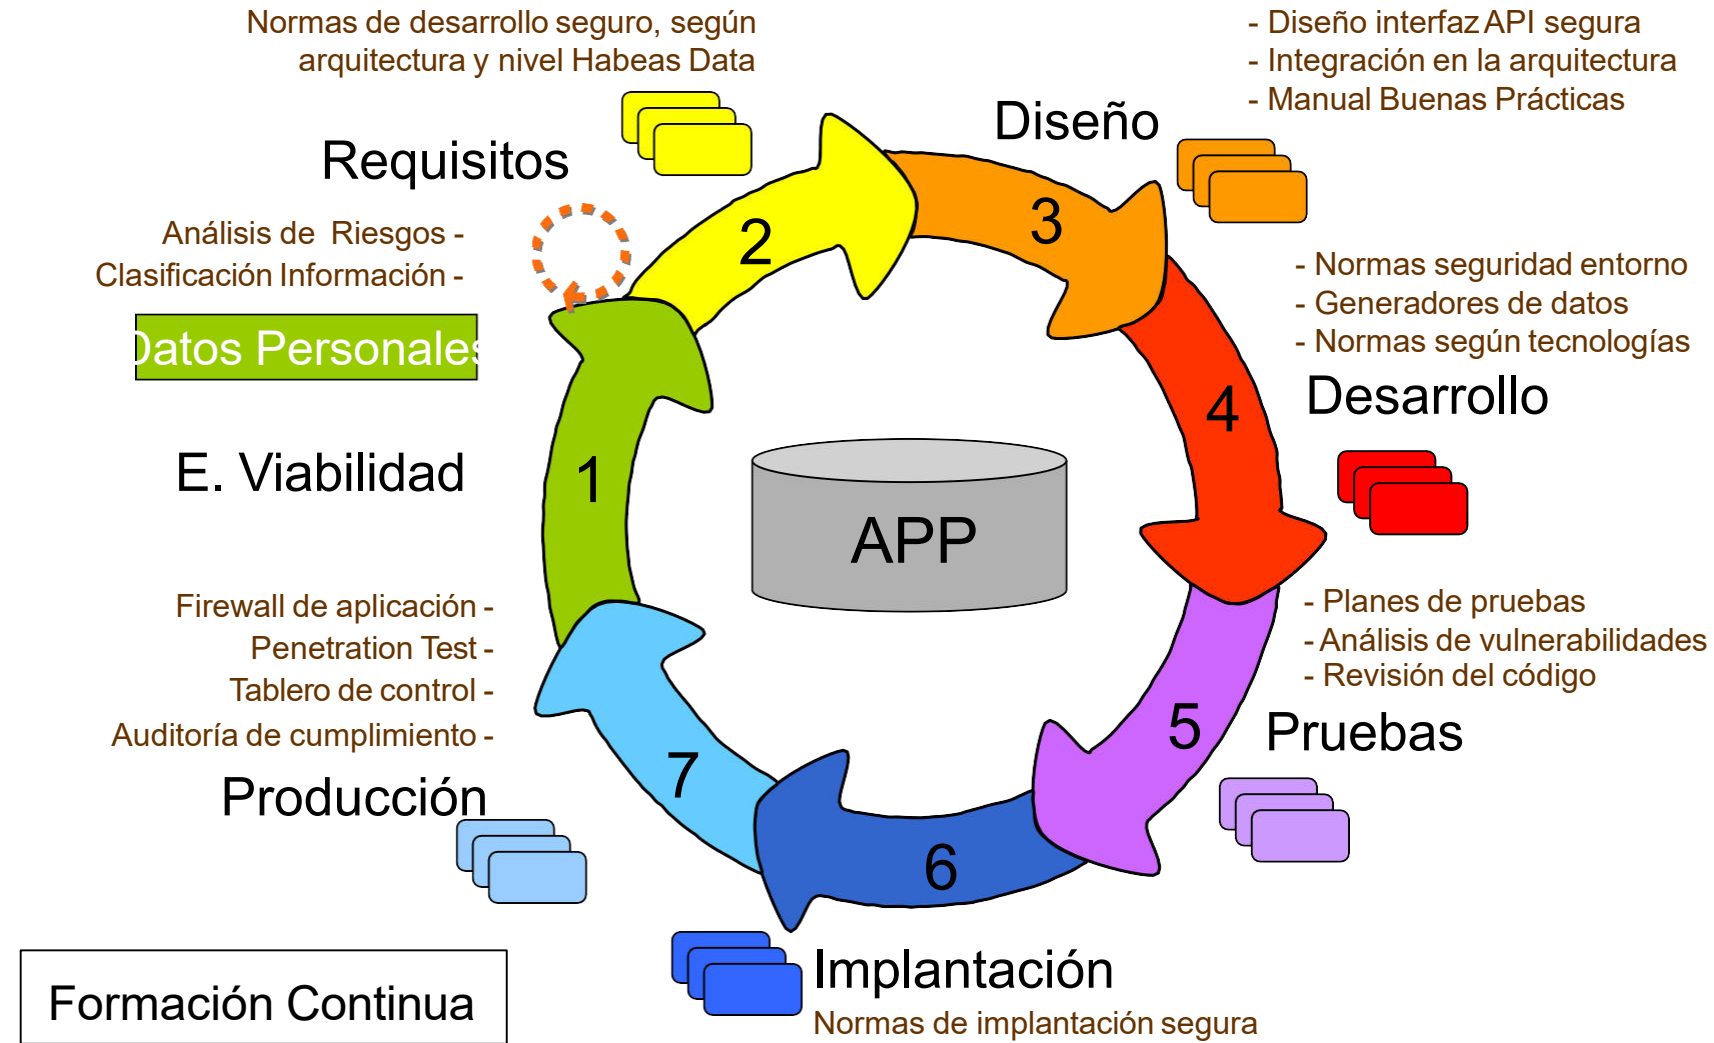 Normas de desarrollo seguro, según
arquitectura y nivel Habeas Data
Requisitos
- Diseño interfaz API segura
- Integración en la arquitectura
- Manual Buenas Prácticas
Diseño
Análisis de Riesgos -
Clasificación Información -
Datos Personales
E. Viabilidad
- Normas seguridad entorno
- Generadores de datos
- Normas según tecnologías
Desarrollo
1
2
3
4
5
6
7
APP
Firewall de aplicación -
Penetration Test -
Tablero de control -
Auditoría de cumplimiento -
Producción
- Planes de pruebas
- Análisis de vulnerabilidades
- Revisión del código
Pruebas
Implantación
Normas de implantación segura
Formación Continua